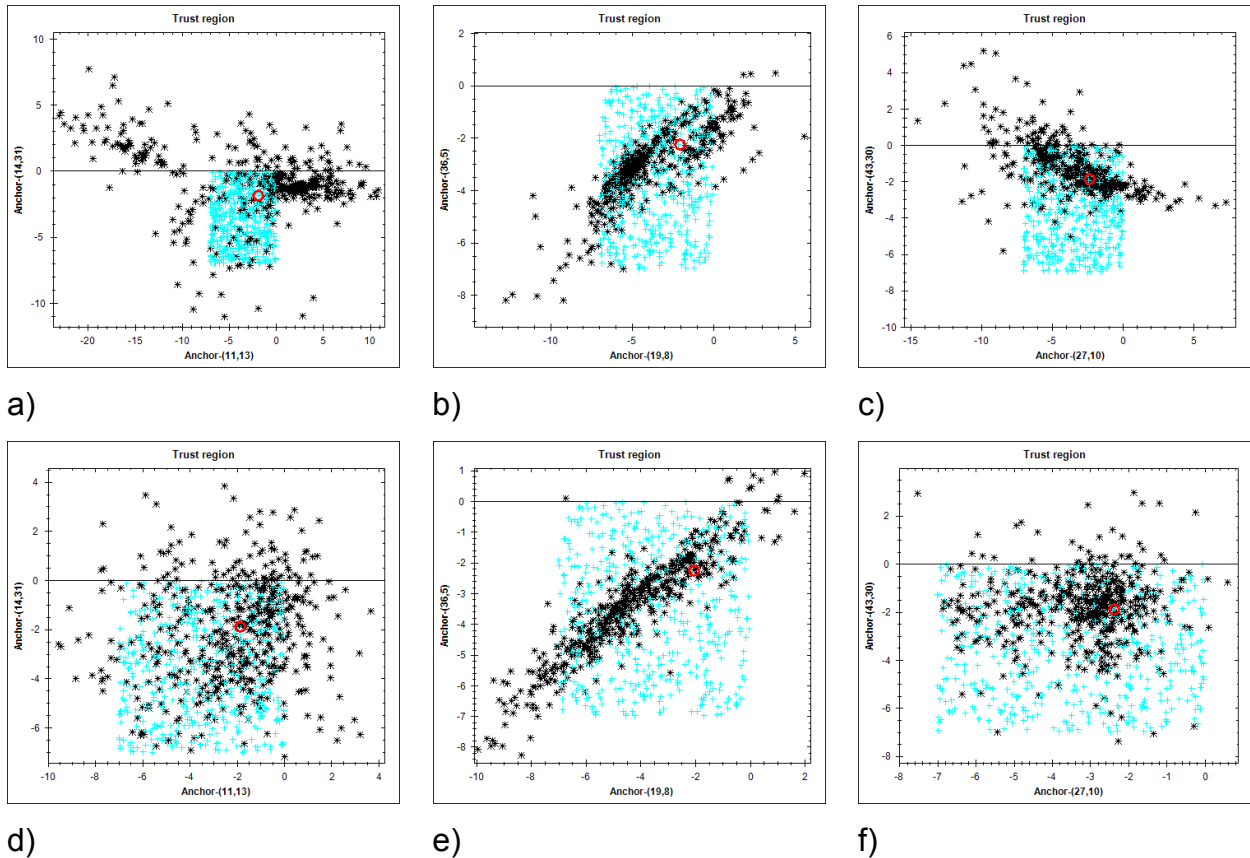 Trust region
10
5
0
-5
-10
Anchor-(14,31)
-20 -15 -10 -5 0 5 10
Anchor-(11,13)
a)
Trust region
2
0
-2
-4
-6
-8
Anchor-(36,5)
-10 -5 0 5
Anchor-(19,8)
b)
Trust region
6
4
2
0
-2
-4
-6
-8
-10
Anchor-(43,30)
-15 -10 -5 0 5
Anchor-(27,10)
c)
Trust region
4
2
0
-2
-4
-6
Anchor-(14,31)
-10 -8 -6 -4 -2 0 2 4
Anchor-(11,13)
d)
Trust region
1
0
-1
-2
-3
-4
-5
-6
-7
-8
Anchor-(36,5)
-10 -8 -6 -4 -2 0 2
Anchor-(19,8)
e)
Trust region
4
2
0
-2
-4
-6
-8
Anchor-(43,30)
-8 -7 -6 -5 -4 -3 -2 -1 0
Anchor-(27,10)
f)